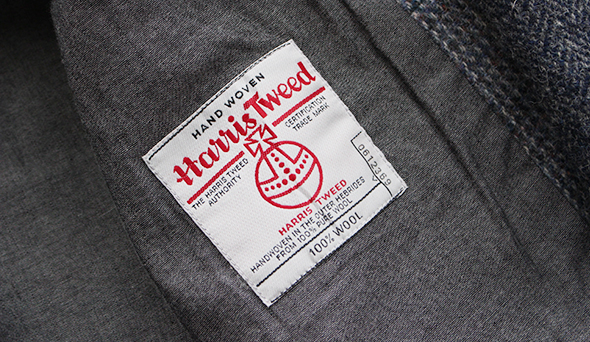 HAND WOVEN
Harris Tweed
THE HARRIS TWEED
AUTHORITY
CERTIFICATION
TRADE MARK
HARRIS TWEED
HANDWOVEN IN THE OUTER HEBRIDES
FROM 100% PURE WOOL
100% WOOL
0612369